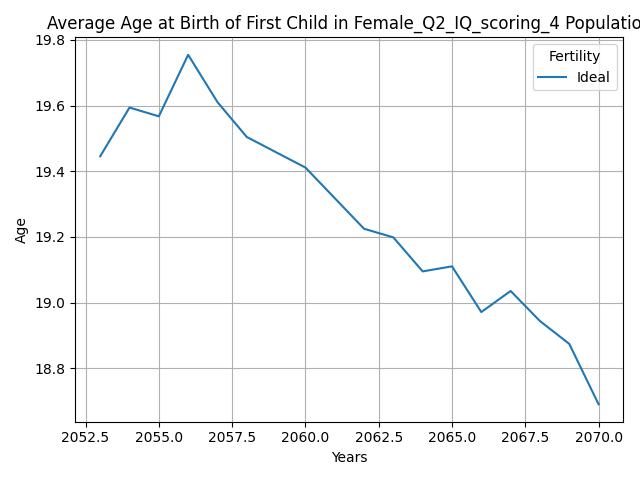 Average Age at Birth of First Child in Female_Q2_IQ_scoring_4 Populatio
19.8
19.6
19.4
19.2
19.0
18.8
Age
Fertility
Ideal
2052.5 2055.0 2057.5 2060.0 2062.5 2065.0 2067.5 2070.0
Years